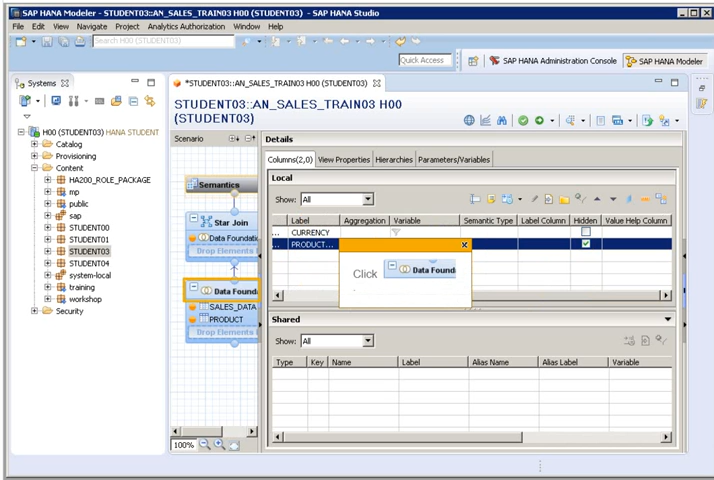 SAP HANA Modeler - STUDENT03::AN_SALES_TRAIN03 H00 (STUDENT03) - SAP HANA Studio
File Edit View Navigate Project Analytics Authorization Window Help
Search H00 (STUDENT03)
Quick Access
SAP HANA Administration Console
SAP HANA Modeler
Systems
H00 (STUDENT03) HANA STUDENT
Catalog
Provisioning
Content
HA200_ROLE_PACKAGE
mp
public
sap
STUDENT00
STUDENT01
STUDENT03
STUDENT04
system-local
training
workshop
Security
*STUDENT03::AN_SALES_TRAIN03 H00 (STUDENT03)
STUDENT03::AN_SALES_TRAIN03 H00
(STUDENT03)
Scenario
Semantics
Star Join
Data Foundatio
Drop Elements
Data Found
SALES_DATA
PRODUCT
Drop Elements
100%
Details
Columns(2,0) View Properties Hierarchies Parameters/Variables
Local
Show: All
Label Aggregation Variable Semantic Type Label Column Hidden Value Help Column
... CURRENCY
... PRODUCT...
Click Data Founda
Shared
Show: All
Type Key Name Label Alias Name Alias Label Variable